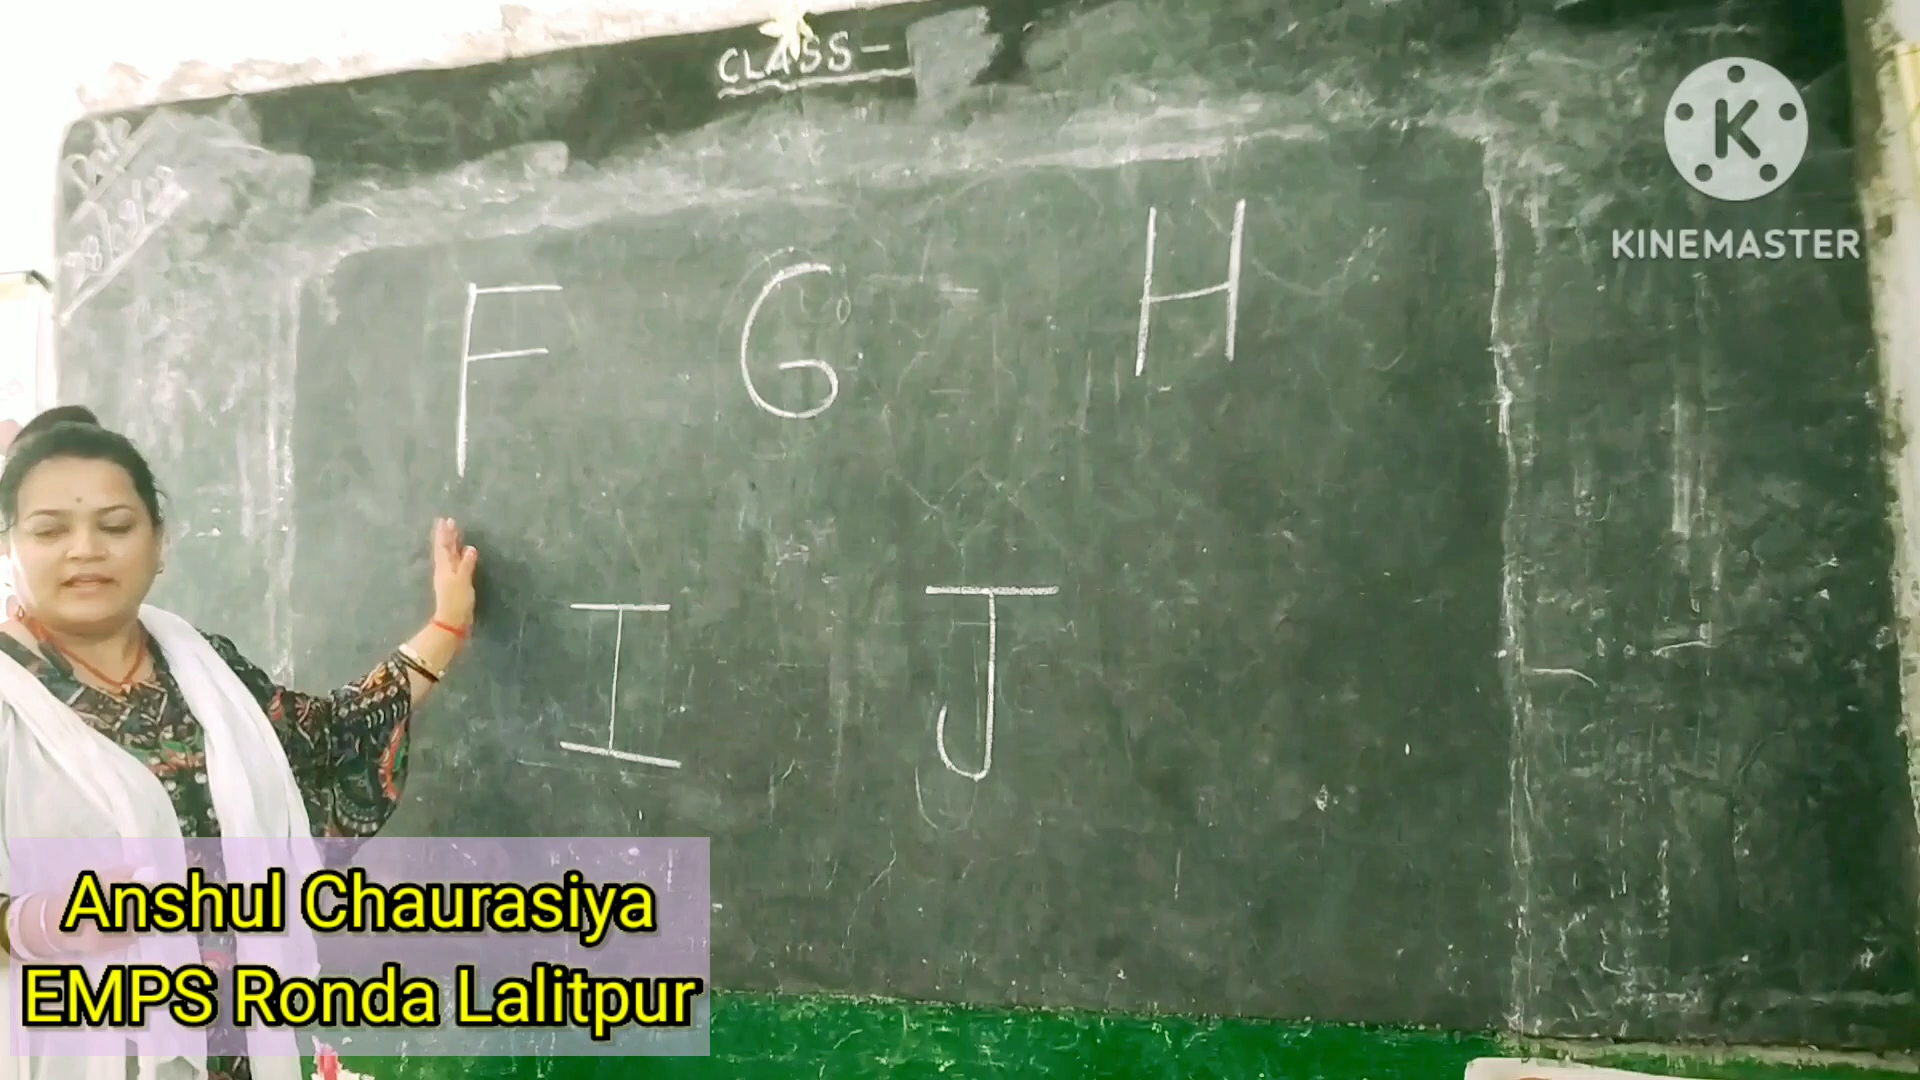 CLASS-
K
KINEMASTER
F G H
I J
Anshul Chaurasiya
EMPS Ronda Lalitpur